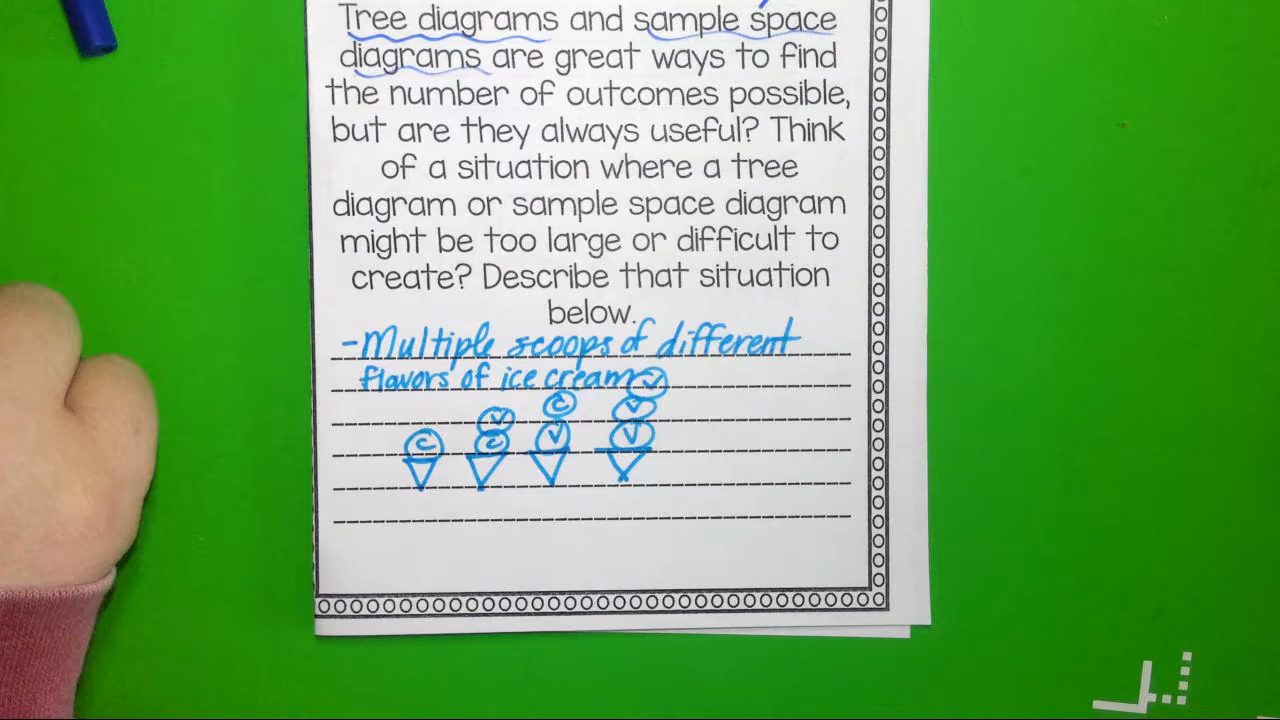 Tree diagrams and sample space
diagrams are great ways to find
the number of outcomes possible,
but are they always useful? Think
of a situation where a tree
diagram or sample space diagram
might be too large or difficult to
create? Describe that situation
below.
-Multiple scoops of different
flavors of ice cream
V
C V
V C V V
C